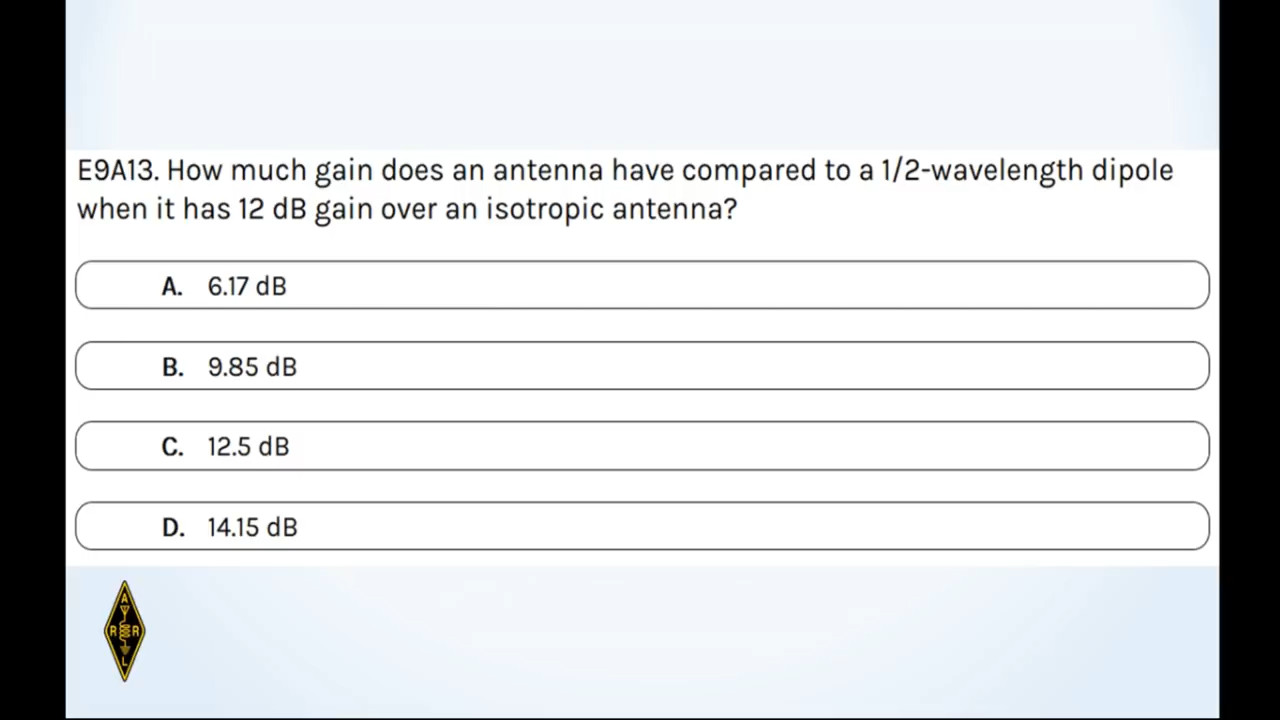 E9A13. How much gain does an antenna have compared to a 1/2-wavelength dipole
when it has 12 dB gain over an isotropic antenna?
A. 6.17 dB
B. 9.85 dB
C. 12.5 dB
D. 14.15 dB
A
R R
L